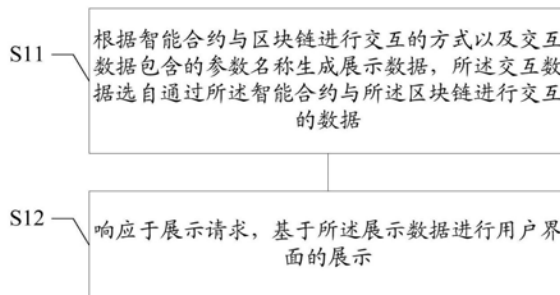 S11
根据智能合约与区块链进行交互的方式以及交互
数据包含的参数名称生成展示数据，所述交互数
据选自通过所述智能合约与所述区块链进行交互
的数据
S12
响应于展示请求，基于所述展示数据进行用户界
面的展示